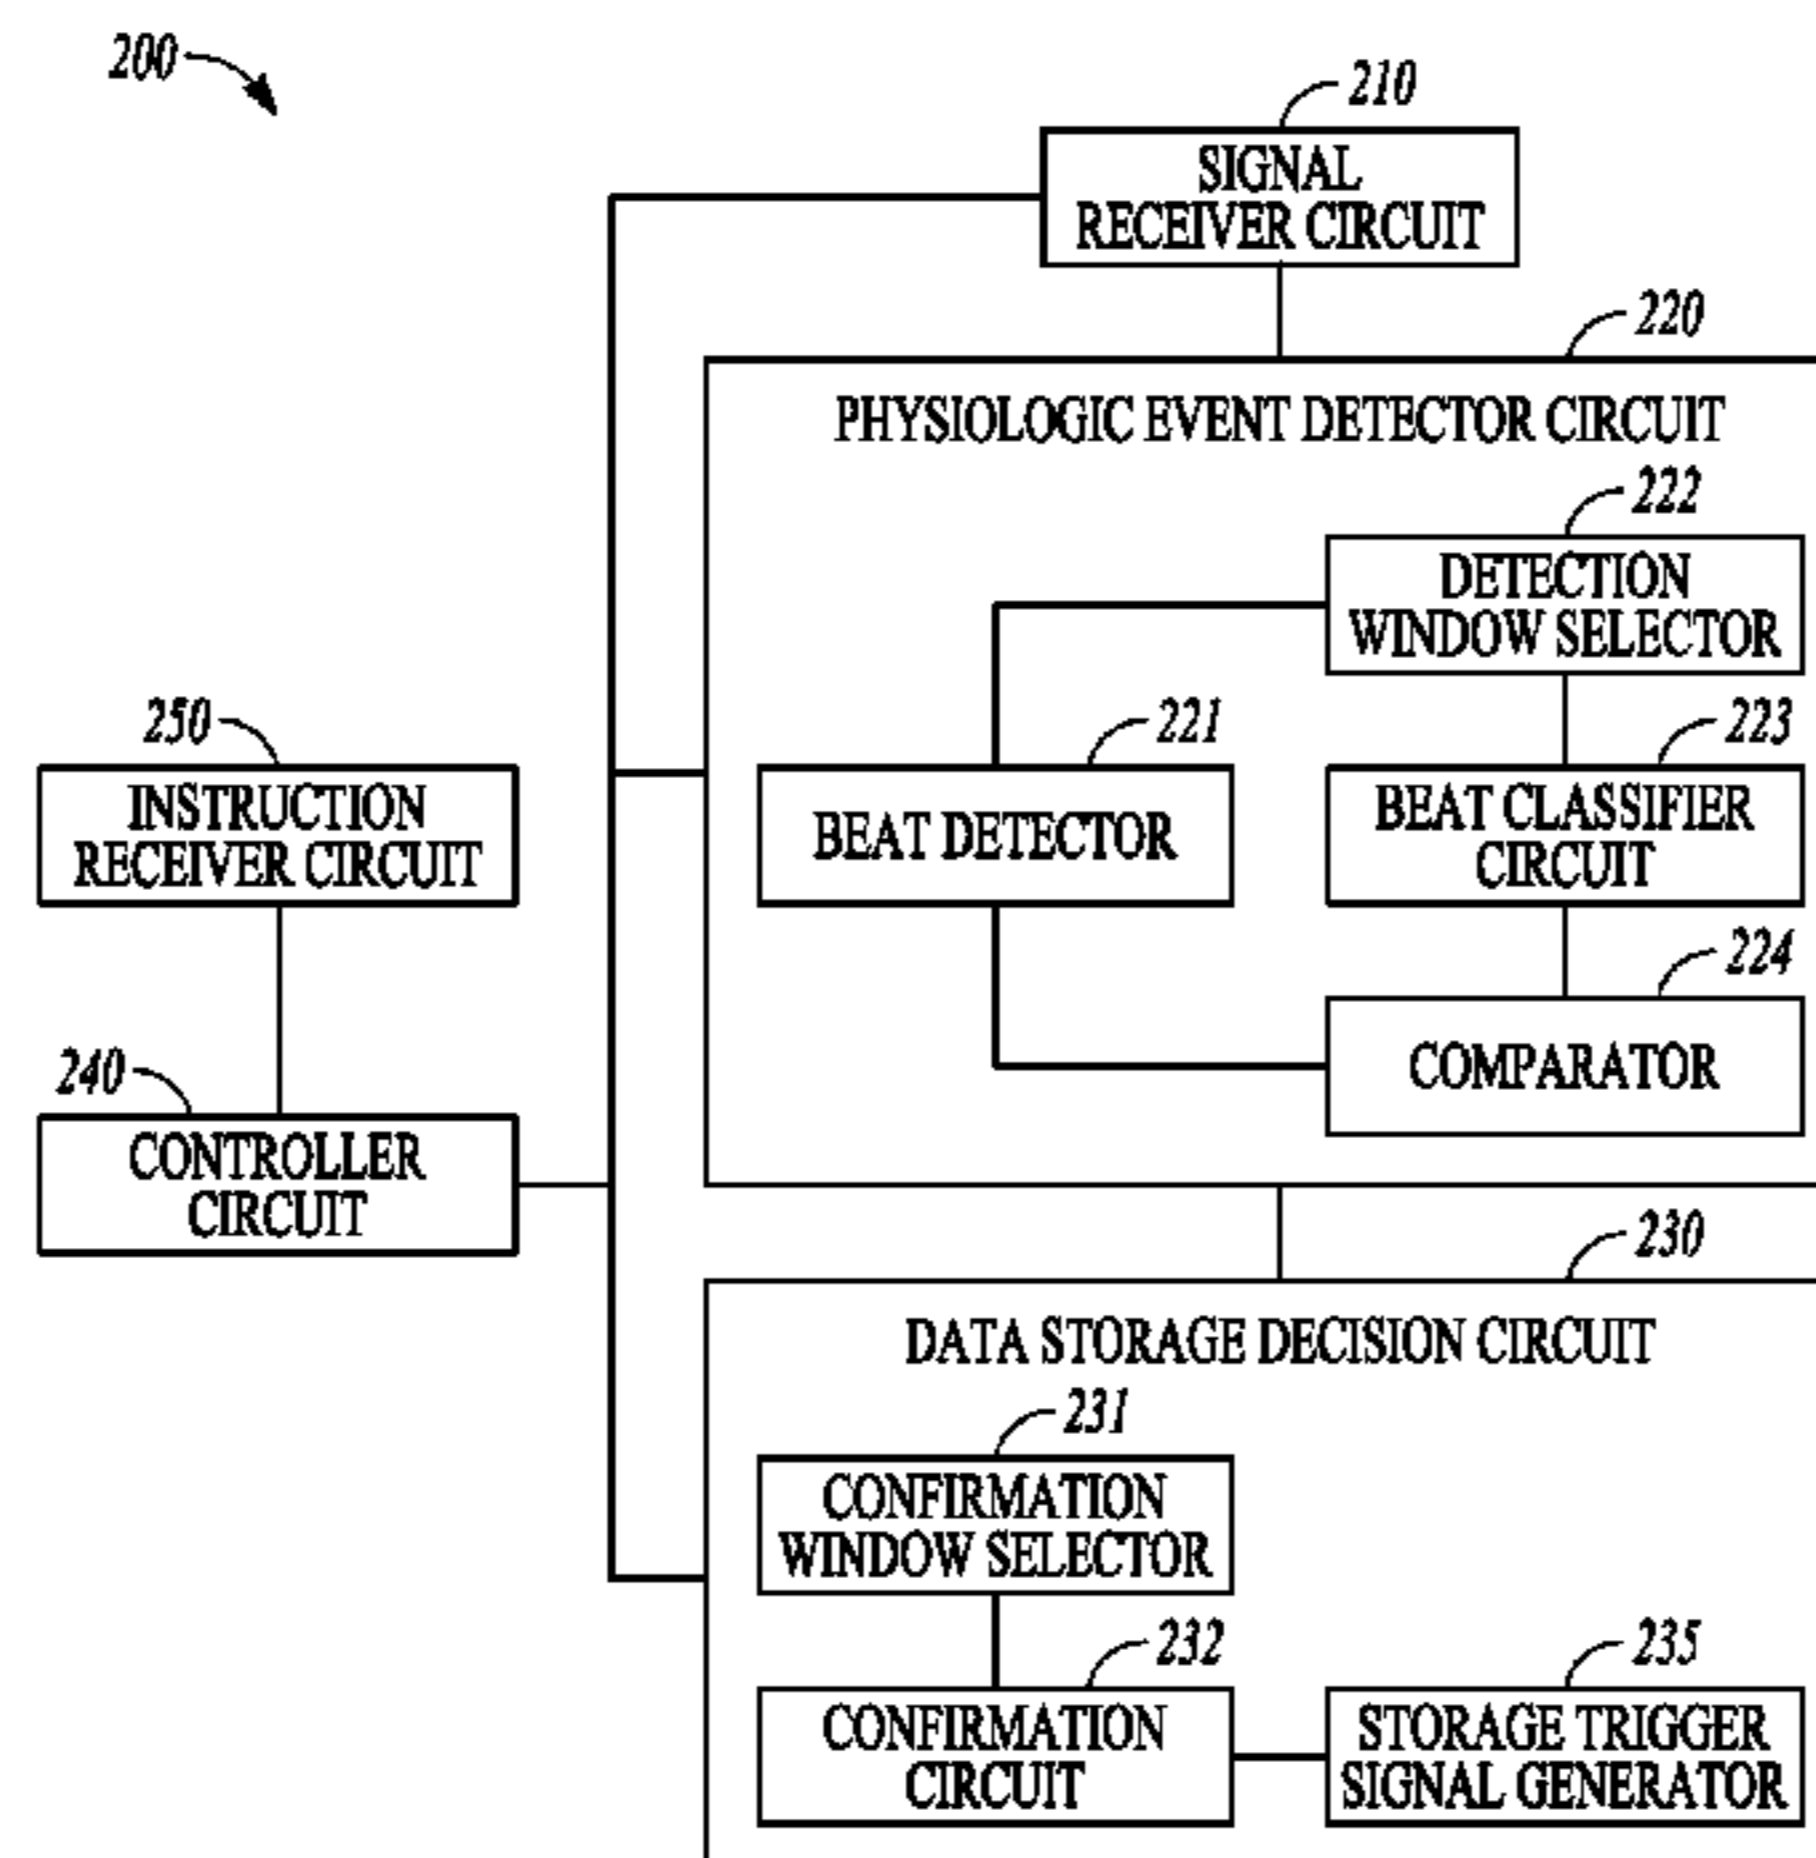 200
210
SIGNAL
RECEIVER CIRCUIT
220
PHYSIOLOGIC EVENT DETECTOR CIRCUIT
222
DETECTION
WINDOW SELECTOR
250
INSTRUCTION
RECEIVER CIRCUIT
221
BEAT DETECTOR
223
BEAT CLASSIFIER
CIRCUIT
224
COMPARATOR
240
CONTROLLER
CIRCUIT
230
DATA STORAGE DECISION CIRCUIT
231
CONFIRMATION
WINDOW SELECTOR
232
CONFIRMATION
CIRCUIT
235
STORAGE TRIGGER
SIGNAL GENERATOR